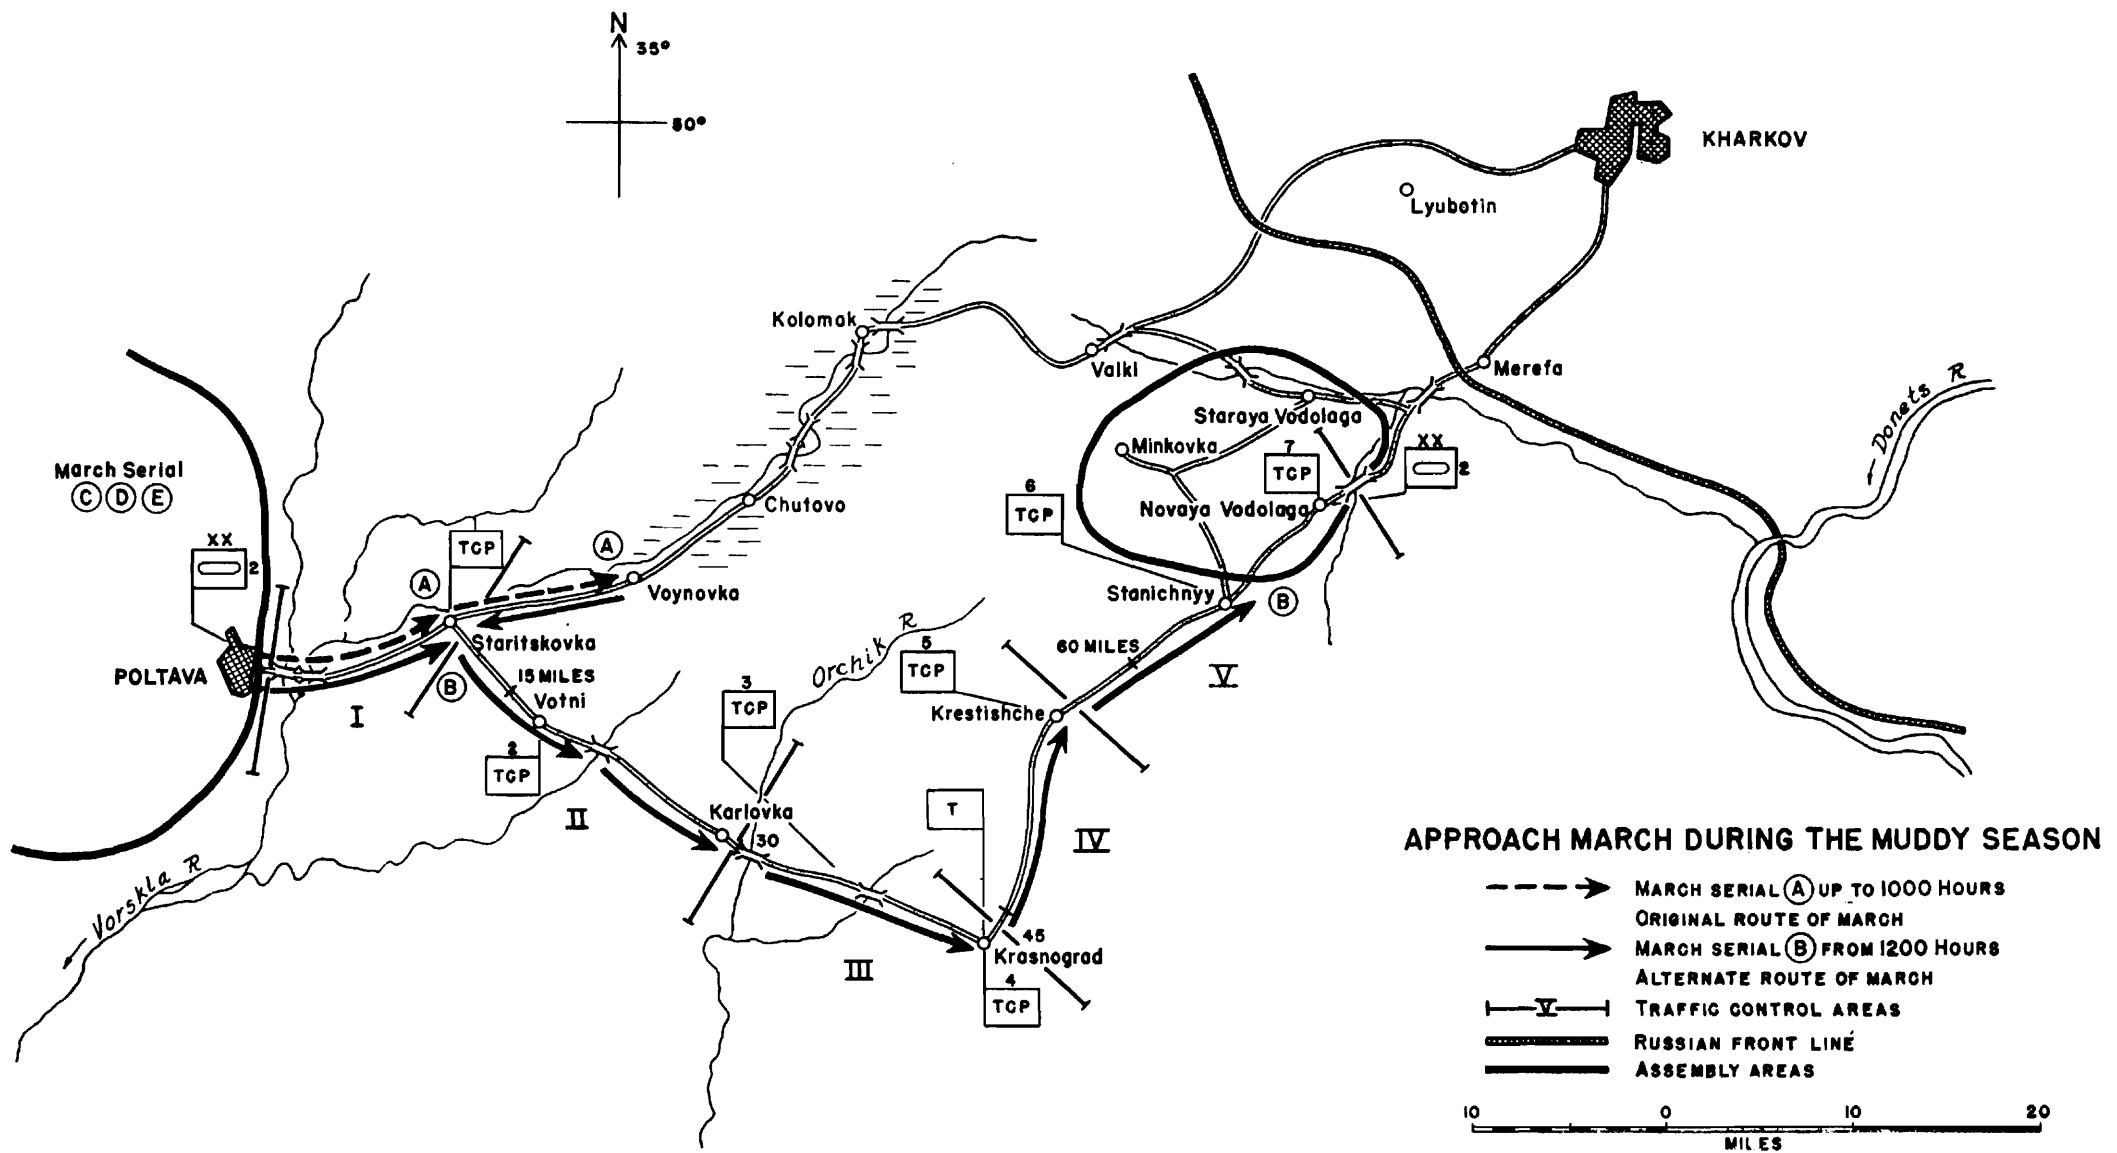 N
35°
50°
KHARKOV
Lyubotin
Kolomak
Valki
Merefa
Donets R
Staraya Vodolaga
Minkovka
March Serial
C D E
7
TCP
XX
2
6
TCP
Novaya Vodolaga
Chutovo
XX
2
TCP
A
A
Voynovka
Stanichnyy
B
Staritskovka
Orchik R
60 MILES
5
TCP
V
POLTAVA
B
15 MILES
Votni
I
3
TCP
Krestishche
2
TCP
T
Karlovka
30
II
IV
APPROACH MARCH DURING THE MUDDY SEASON
MARCH SERIAL A UP TO 1000 HOURS
ORIGINAL ROUTE OF MARCH
MARCH SERIAL B FROM 1200 HOURS
ALTERNATE ROUTE OF MARCH
V TRAFFIC CONTROL AREAS
RUSSIAN FRONT LINE
ASSEMBLY AREAS
Vorskla R
45
Krasnograd
III
4
TCP
10 0 10 20
MILES